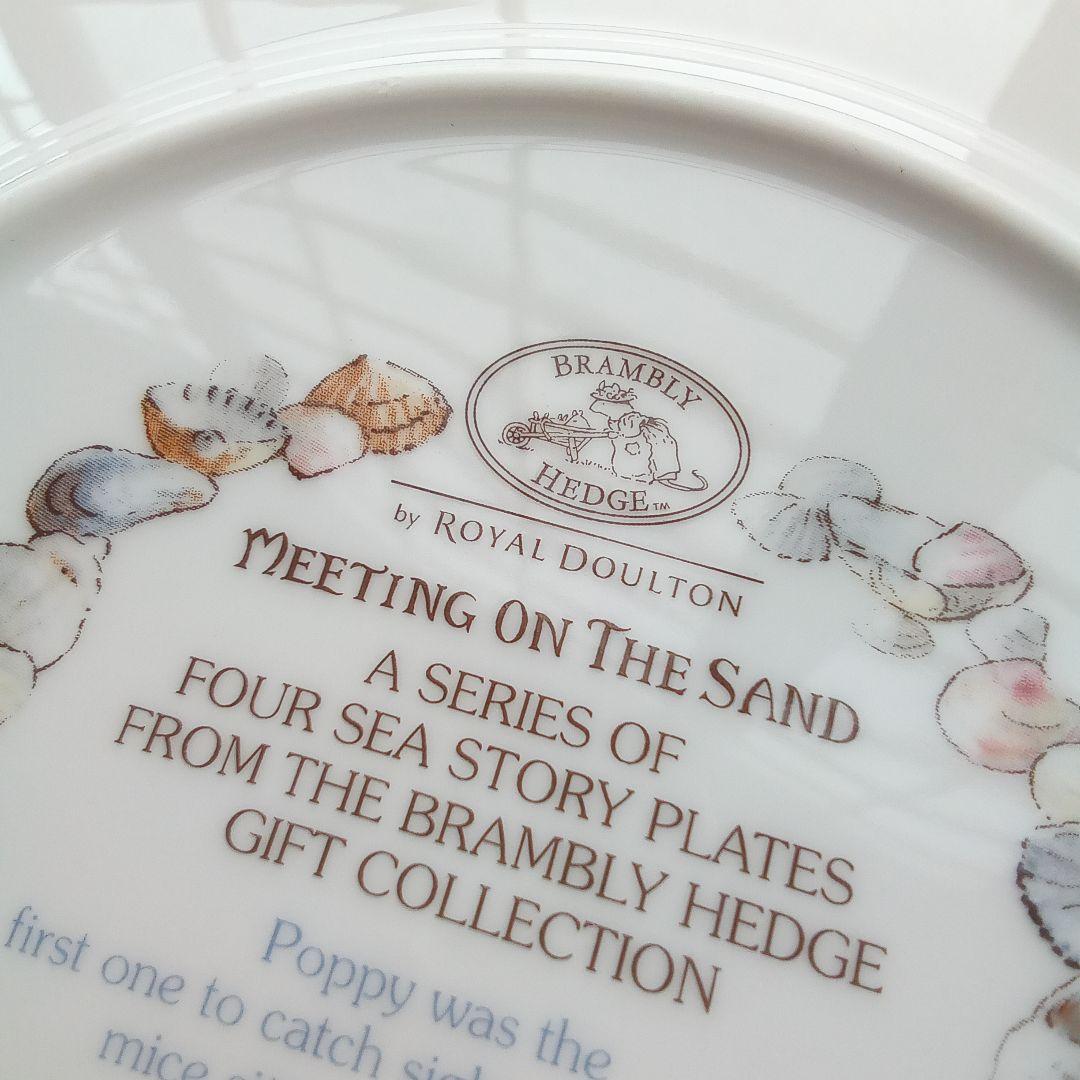 BRAMBLY
HEDGE™
by ROYAL DOULTON
MEETING ON THE SAND
A SERIES OF
FOUR SEA STORY PLATES
FROM THE BRAMBLY HEDGE
GIFT COLLECTION
Poppy was the
first one to catch
mice